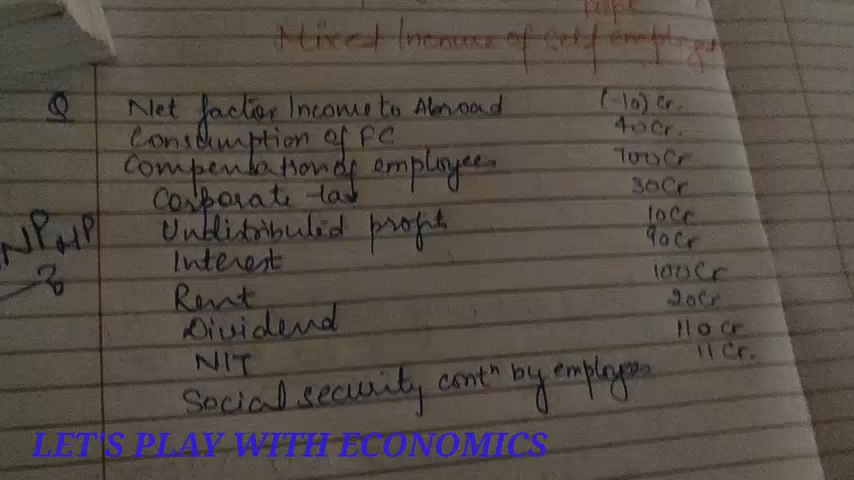 Mixed Income of Self employed
Q Net factor Income to Abroad (-10) Cr.
Consumption of FC 40 Cr.
Compensation of employees 700 Cr
Corporate tax 30 Cr
Undistributed profit 10 Cr
NPNP
Interest 90 Cr
?
Rent 100 Cr
Dividend 20 Cr
NIT 110 Cr
Social security contn by employees 11 Cr.
LET'S PLAY WITH ECONOMICS